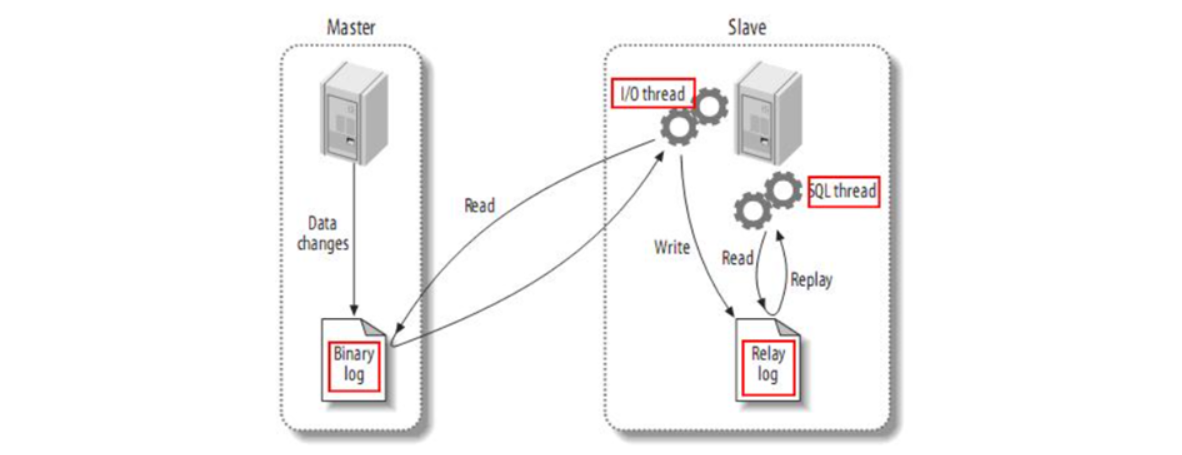 Master
Slave
I/O thread
SQL thread
Read
Data
changes
Write
Read
Replay
Binary
log
Relay
log